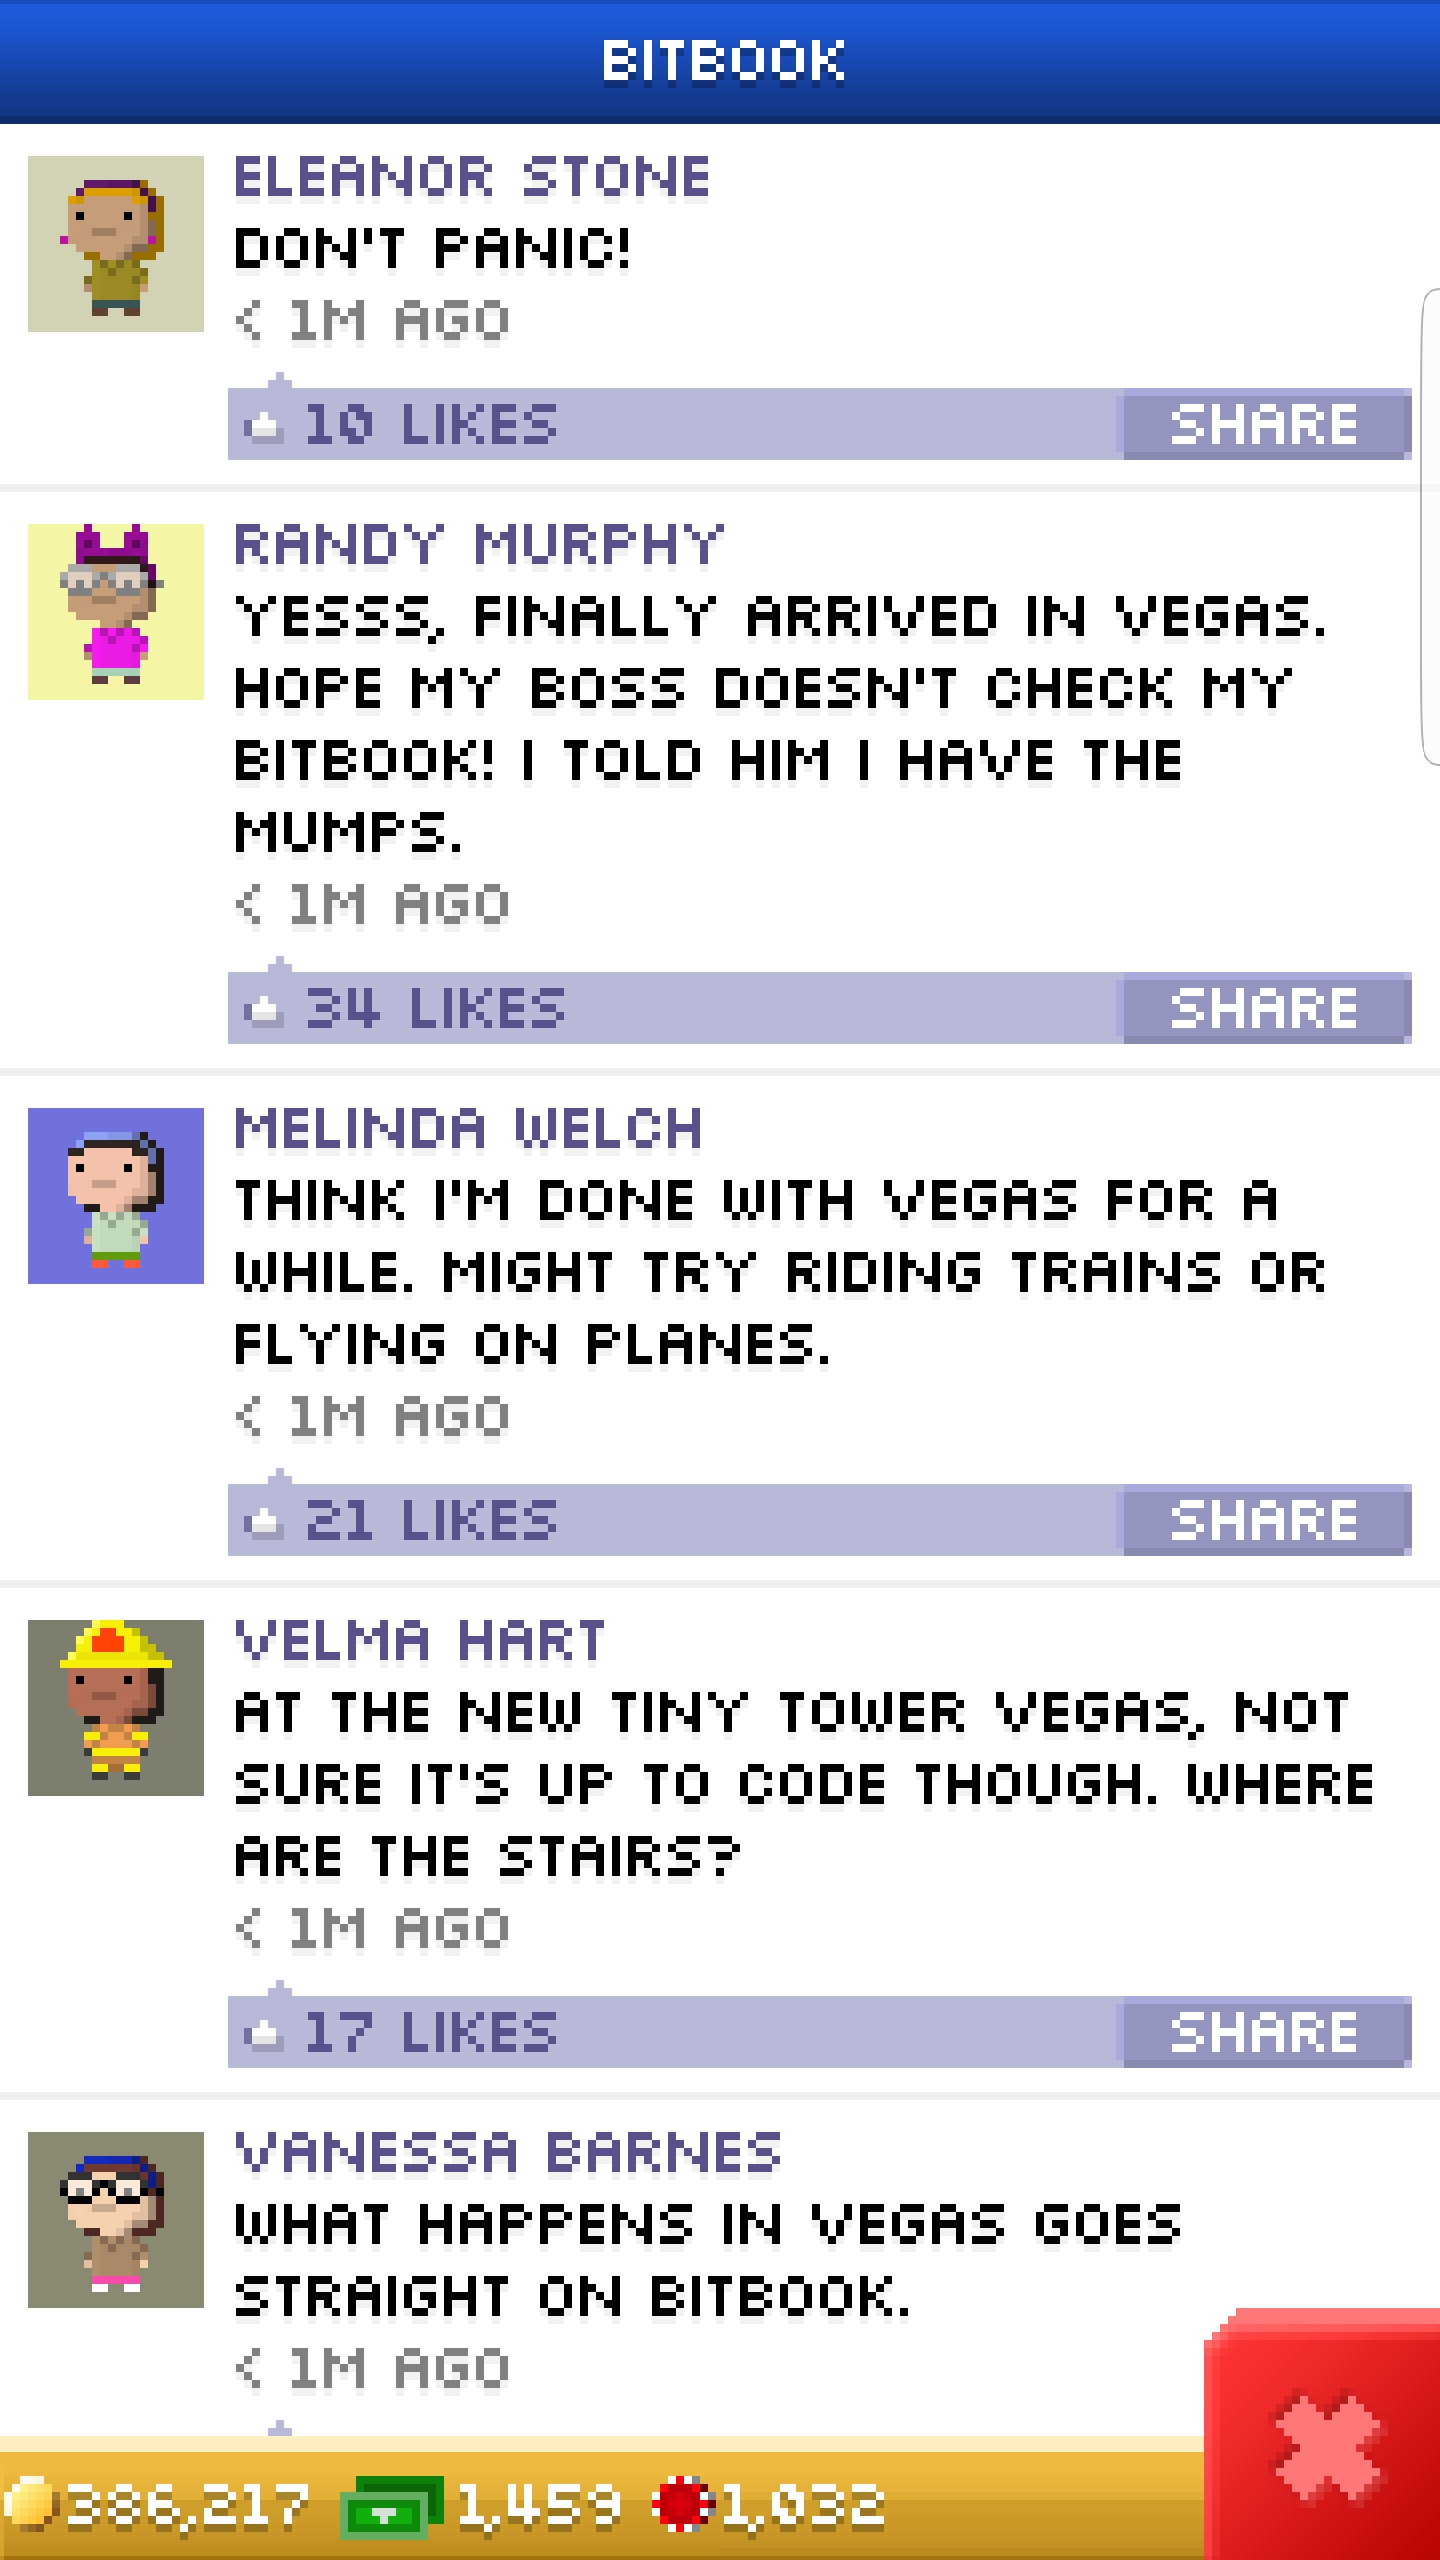 BITBOOK
ELEANOR STONE
DON'T PANIC!
< 1M AGO
10 LIKES
SHARE
RANDY MURPHY
YESSS, FINALLY ARRIVED IN VEGAS.
HOPE MY BOSS DOESN'T CHECK MY
BITBOOK! I TOLD HIM I HAVE THE
MUMPS.
< 1M AGO
34 LIKES
SHARE
MELINDA WELCH
THINK I'M DONE WITH VEGAS FOR A
WHILE. MIGHT TRY RIDING TRAINS OR
FLYING ON PLANES.
< 1M AGO
21 LIKES
SHARE
VELMA HART
AT THE NEW TINY TOWER VEGAS, NOT
SURE IT'S UP TO CODE THOUGH. WHERE
ARE THE STAIRS?
< 1M AGO
17 LIKES
SHARE
VANESSA BARNES
WHAT HAPPENS IN VEGAS GOES
STRAIGHT ON BITBOOK.
< 1M AGO
386,217 1,459 1,032